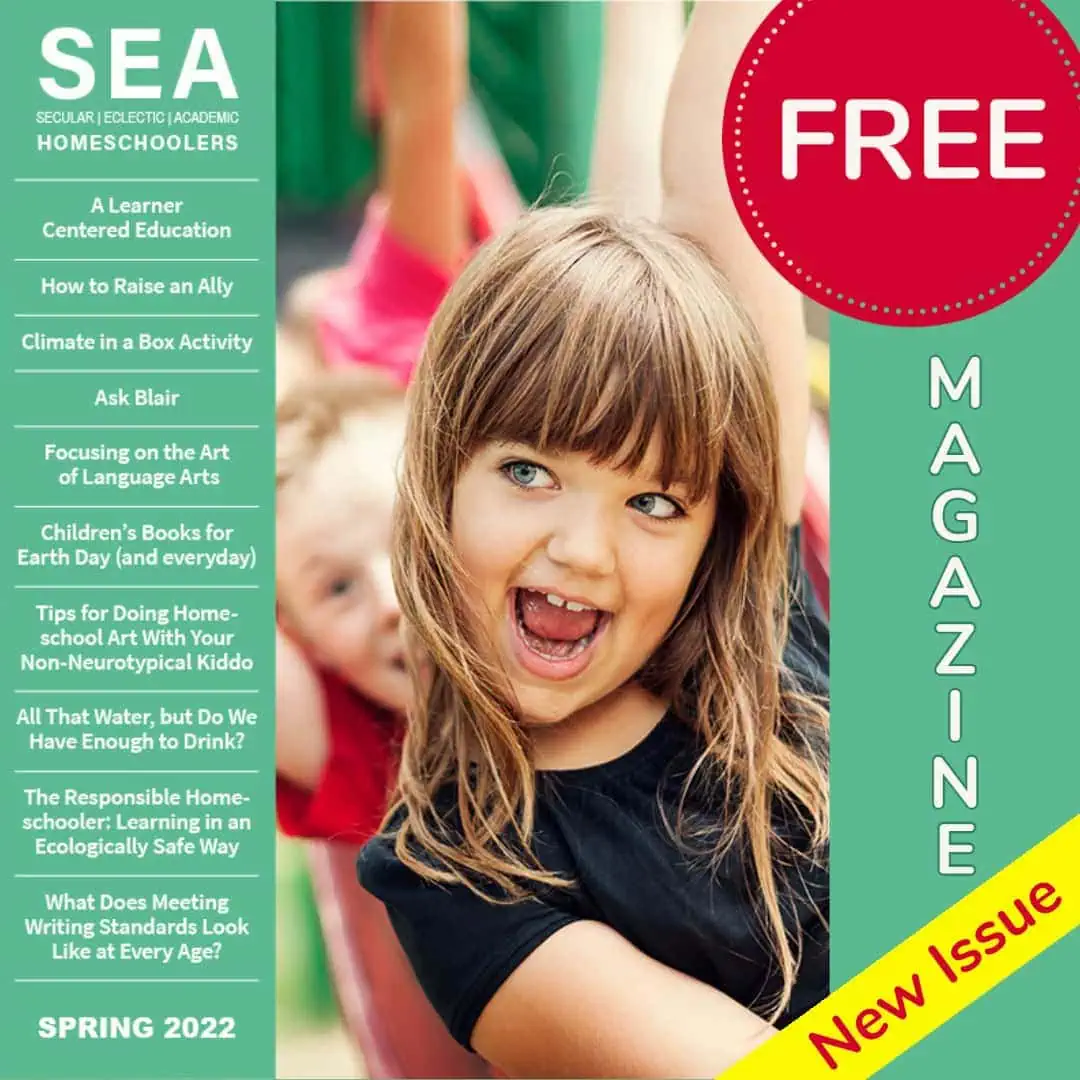 SEA
SECULAR | ECLECTIC | ACADEMIC
HOMESCHOOLERS
A Learner
Centered Education
How to Raise an Ally
Climate in a Box Activity
Ask Blair
Focusing on the Art
of Language Arts
Children’s Books for
Earth Day (and everyday)
Tips for Doing Home-
school Art With Your
Non-Neurotypical Kiddo
All That Water, but Do We
Have Enough to Drink?
The Responsible Home-
schooler: Learning in an
Ecologically Safe Way
What Does Meeting
Writing Standards Look
Like at Every Age?
SPRING 2022
FREE
MAGAZINE
New Issue